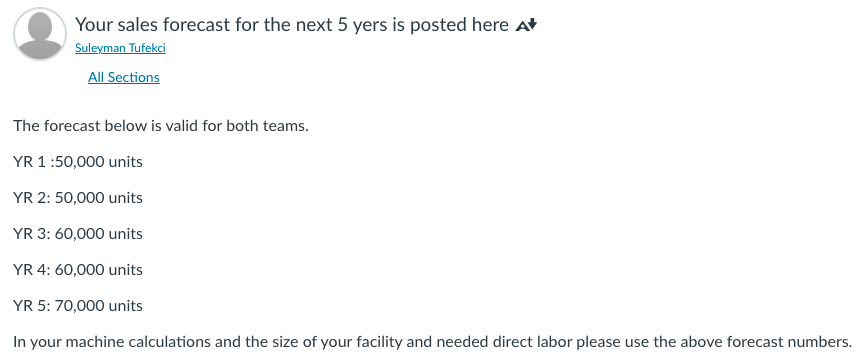 Your sales forecast for the next 5 yers is posted here
Suleyman Tufekci
All Sections
The forecast below is valid for both teams.
YR 1 :50,000 units
YR 2: 50,000 units
YR 3: 60,000 units
YR 4: 60,000 units
YR 5: 70,000 units
In your machine calculations and the size of your facility and needed direct labor please use the above forecast numbers.